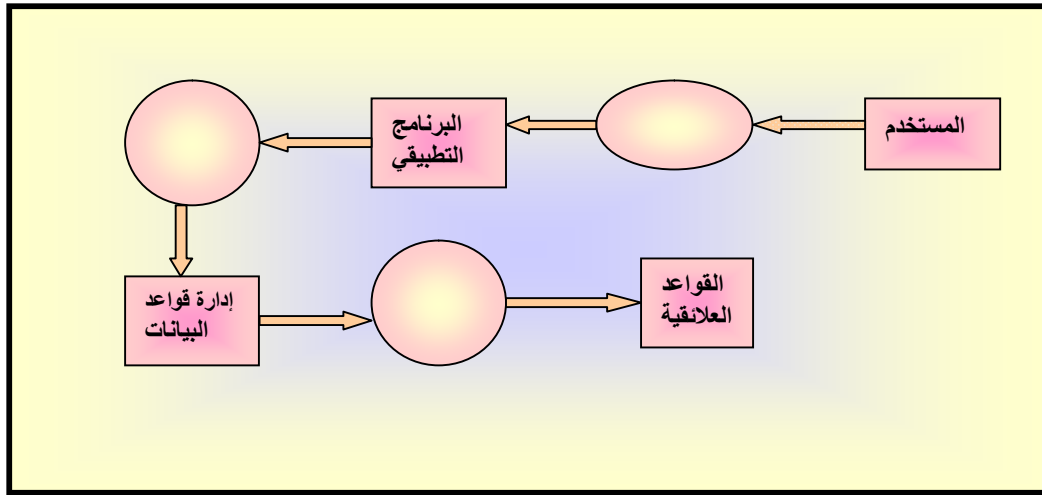 المستخدم
البرنامج
التطبيقي
إدارة قواعد
البيانات
القواعد
العلائقية